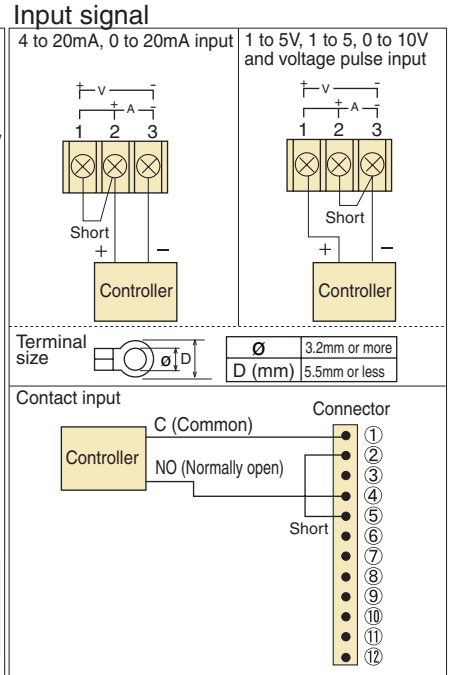 Input signal
4 to 20mA, 0 to 20mA input
+ V -
+ A -
1 2 3
Short
+ −
Controller
1 to 5V, 1 to 5, 0 to 10V
and voltage pulse input
+ V -
+ A -
1 2 3
Short
+ −
Controller
Terminal
size
ø D
ø 3.2mm or more
D (mm) 5.5mm or less
Contact input
Connector
C (Common)
Controller
NO (Normally open)
Short
①
②
③
④
⑤
⑥
⑦
⑧
⑨
⑩
⑪
⑫